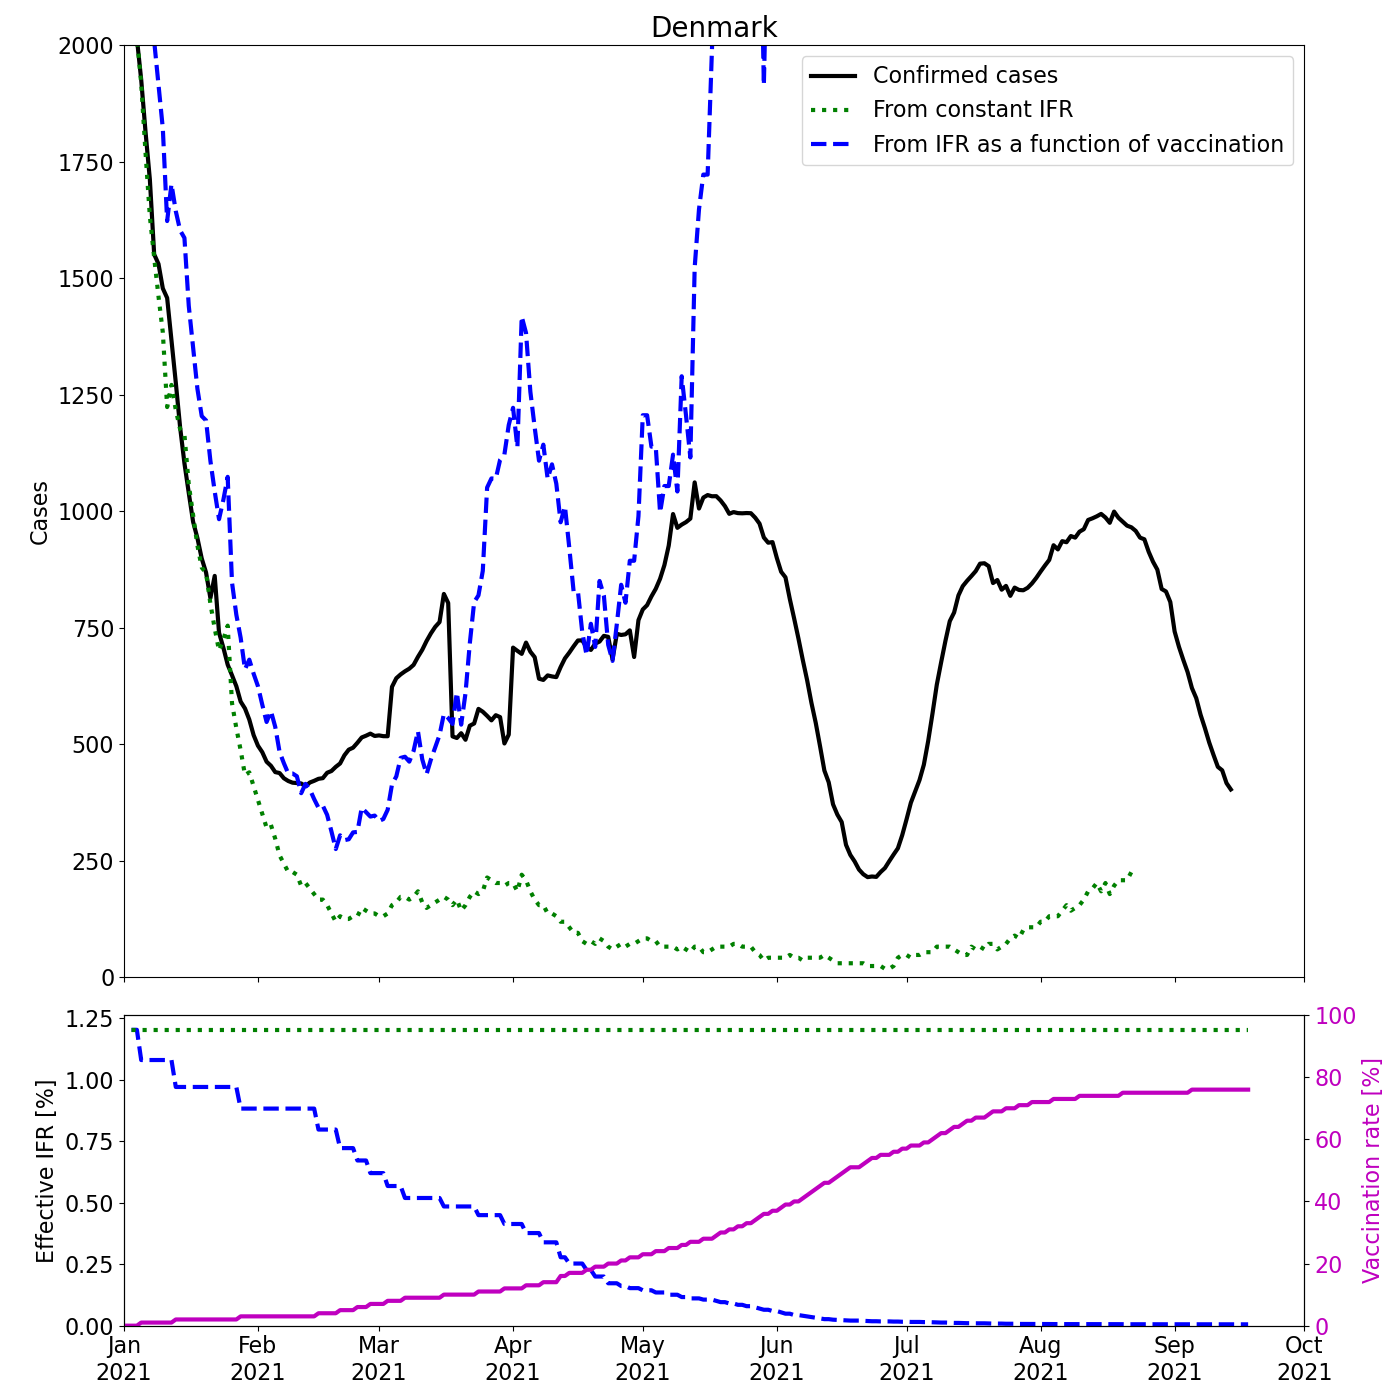 Denmark
2000
1750
1500
1250
1000
750
500
250
0
Cases
Confirmed cases
From constant IFR
From IFR as a function of vaccination
1.25
1.00
0.75
0.50
0.25
0.00
Effective IFR [%]
100
80
60
40
20
0
Vaccination rate [%]
Jan Feb Mar Apr May Jun Jul Aug Sep Oct
2021 2021 2021 2021 2021 2021 2021 2021 2021 2021